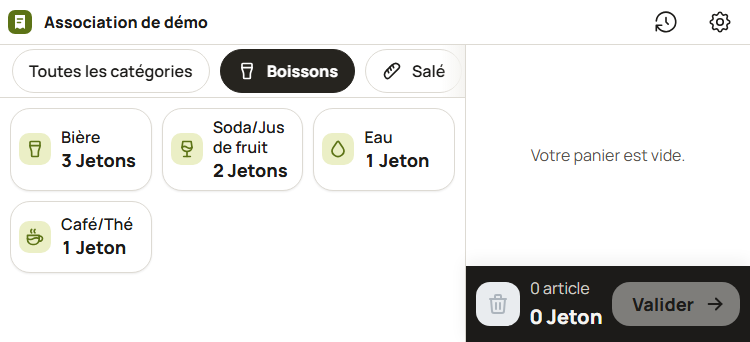 Association de démo
Toutes les catégories
Boissons
Salé
Bière
3 Jetons
Soda/Jus
de fruit
2 Jetons
Eau
1 Jeton
Café/Thé
1 Jeton
Votre panier est vide.
0 article
0 Jeton
Valider